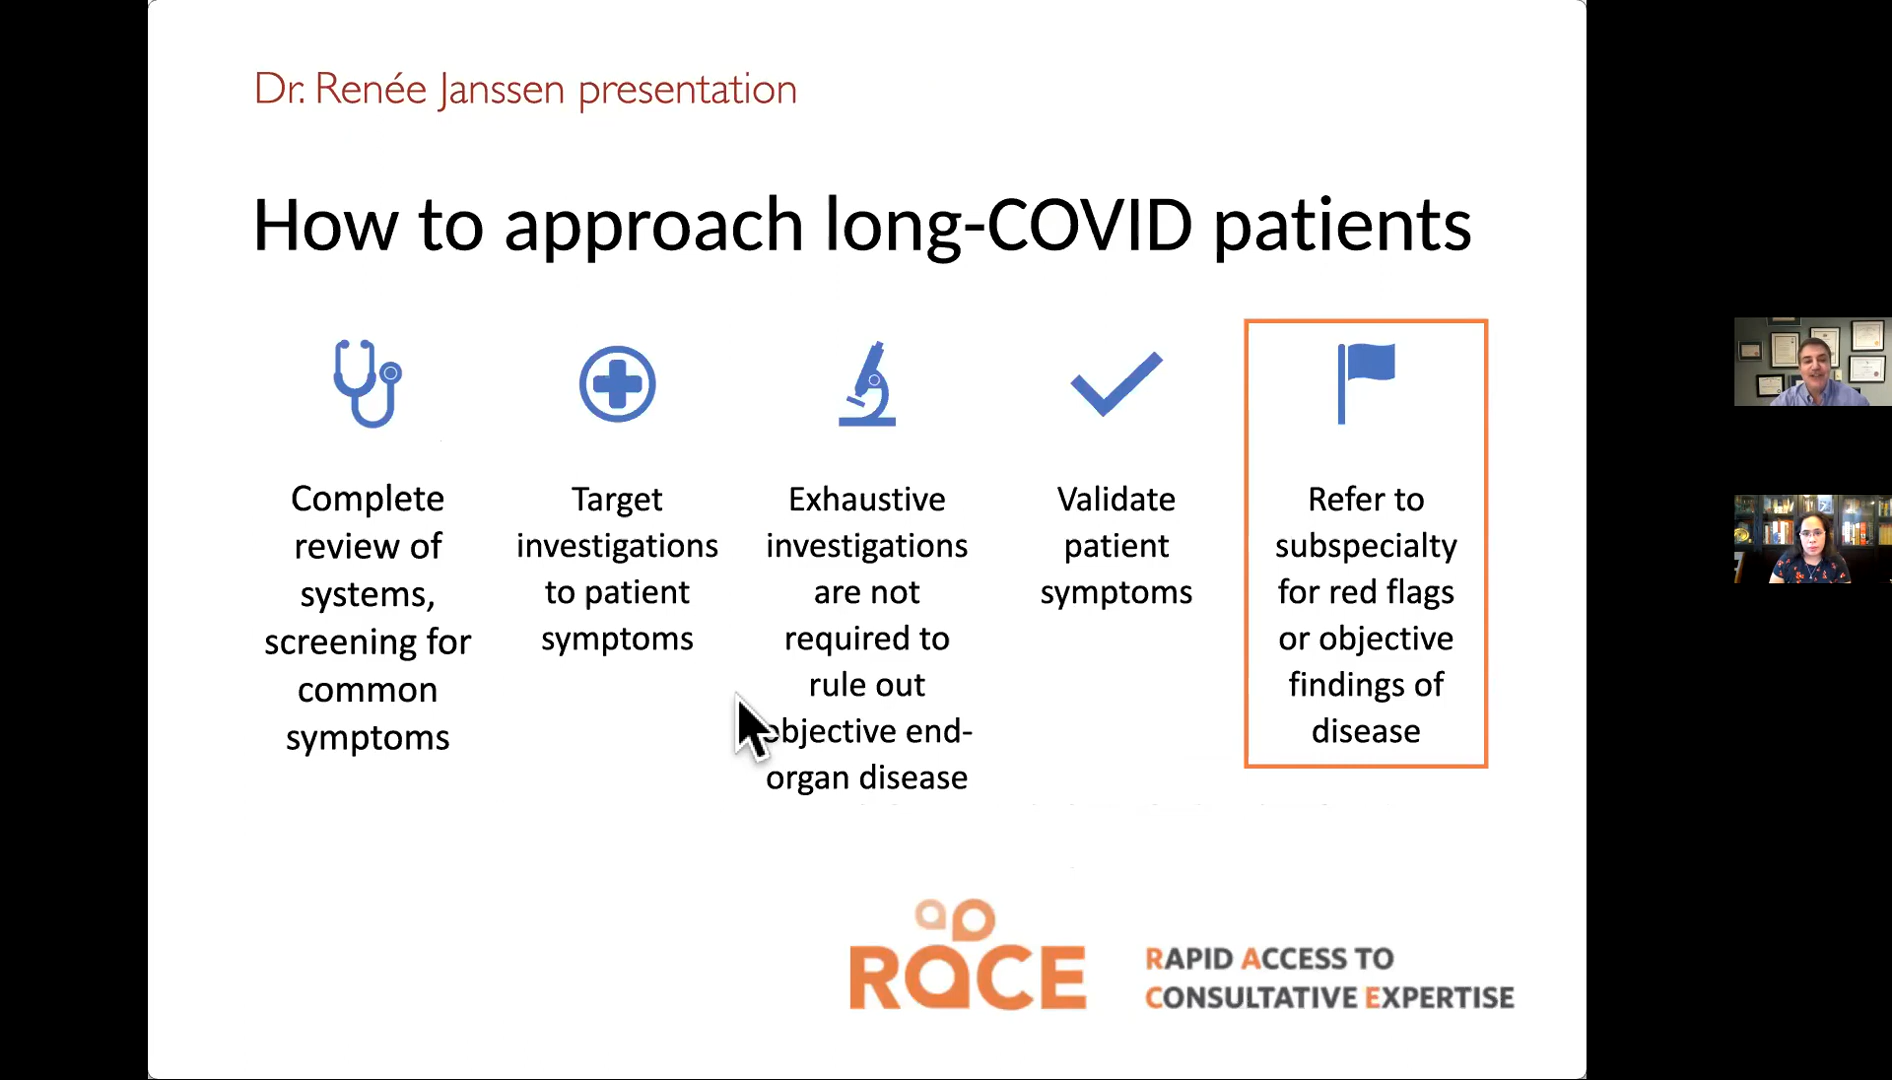 Dr. Renée Janssen presentation
How to approach long-COVID patients
Complete
review of
systems,
screening for
common
symptoms
Target
investigations
to patient
symptoms
Exhaustive
investigations
are not
required to
rule out
objective end-
organ disease
Validate
patient
symptoms
Refer to
subspecialty
for red flags
or objective
findings of
disease
RACE
RAPID ACCESS TO
CONSULTATIVE EXPERTISE